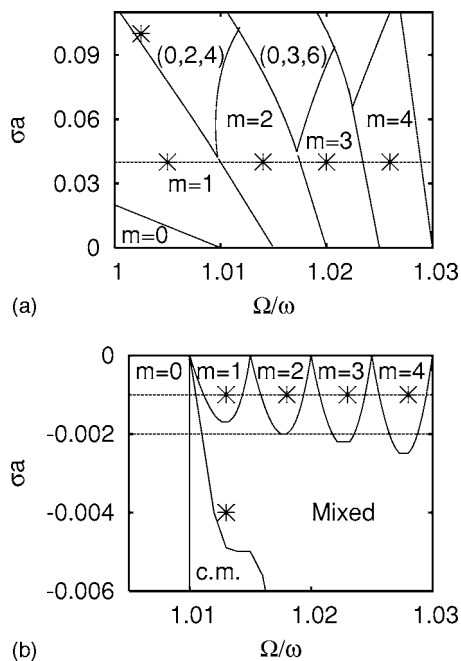 0.09
(0,2,4)
(0,3,6)
σa
0.06
m=2
m=3
m=4
0.03
m=1
m=0
0
1
1.01
1.02
1.03
(a)
Ω/ω
0
m=0
m=1
m=2
m=3
m=4
-0.002
σa
-0.004
Mixed
-0.006
c.m.
1.01
1.02
1.03
(b)
Ω/ω